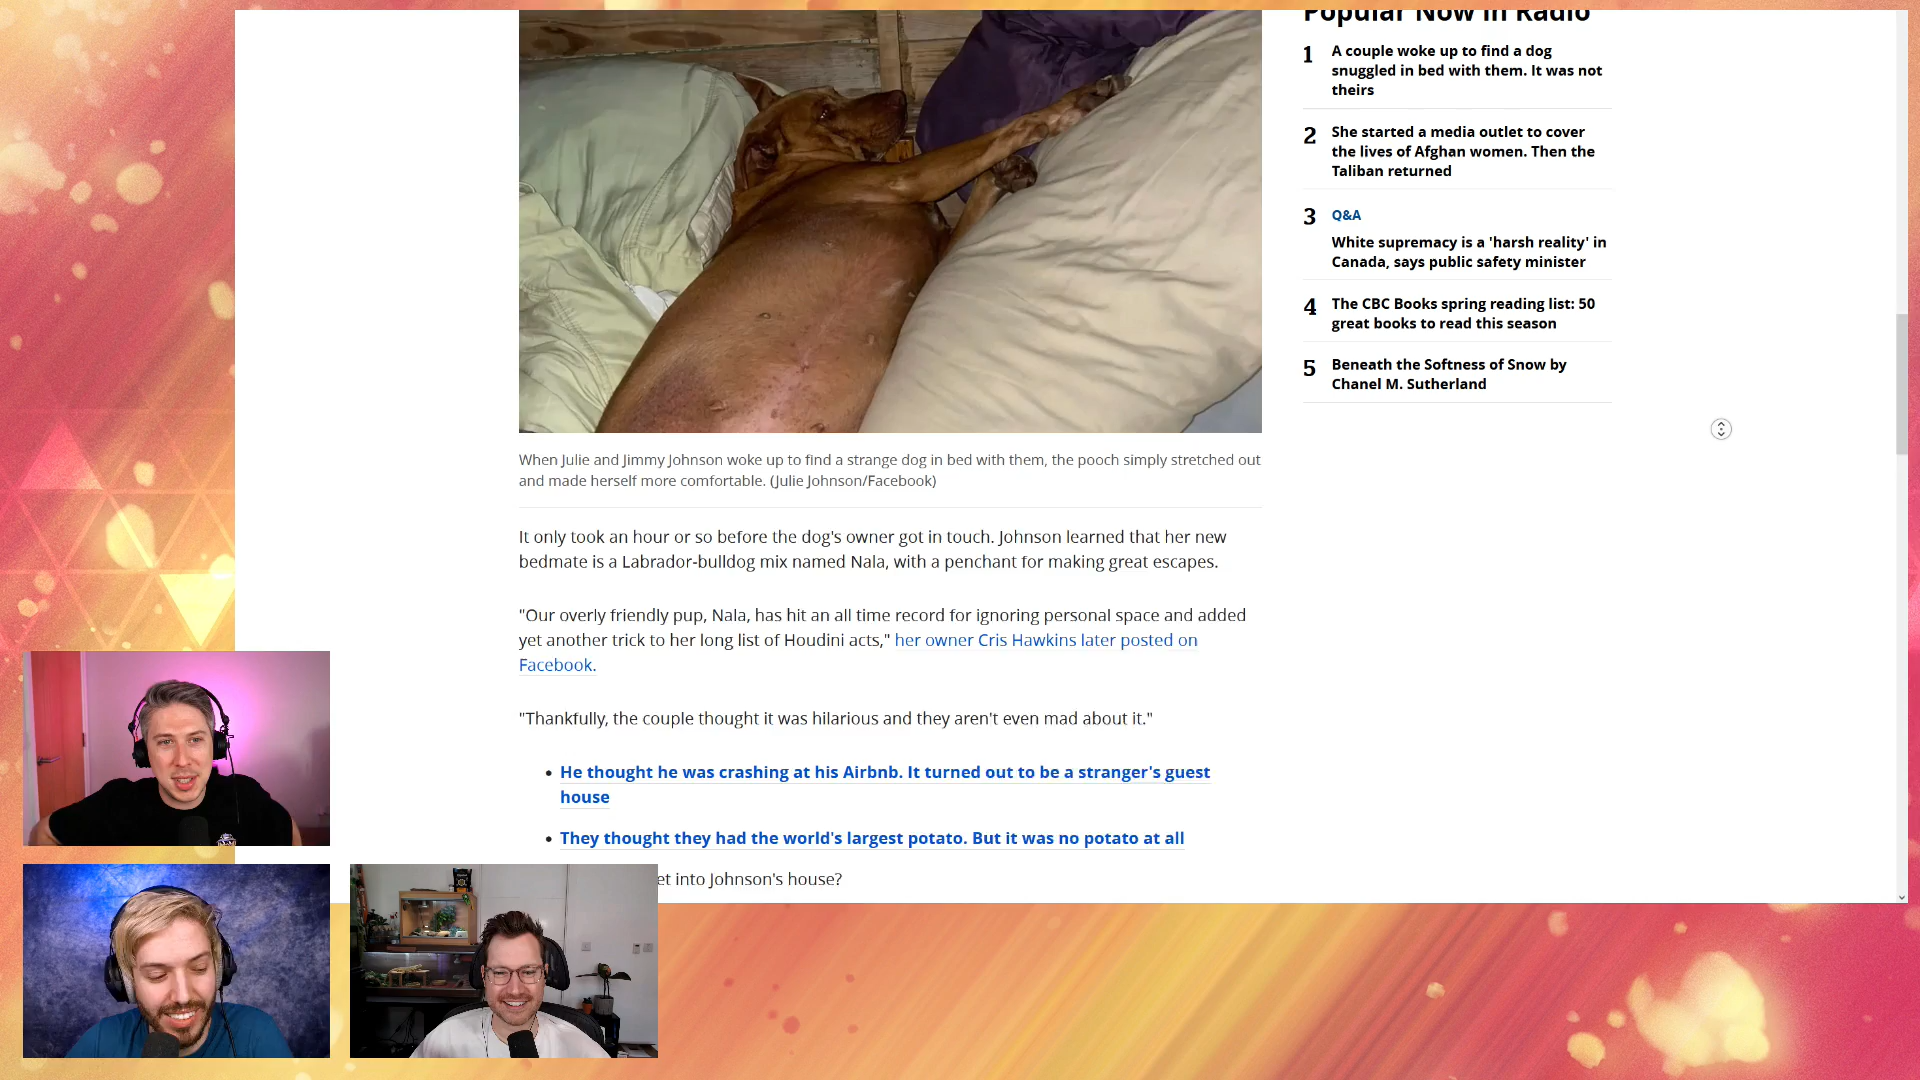 Popular Now in Radio
1 A couple woke up to find a dog
snuggled in bed with them. It was not
theirs
2 She started a media outlet to cover
the lives of Afghan women. Then the
Taliban returned
3 Q&A
White supremacy is a 'harsh reality' in
Canada, says public safety minister
4 The CBC Books spring reading list: 50
great books to read this season
5 Beneath the Softness of Snow by
Chanel M. Sutherland
When Julie and Jimmy Johnson woke up to find a strange dog in bed with them, the pooch simply stretched out
and made herself more comfortable. (Julie Johnson/Facebook)
It only took an hour or so before the dog's owner got in touch. Johnson learned that her new
bedmate is a Labrador-bulldog mix named Nala, with a penchant for making great escapes.
"Our overly friendly pup, Nala, has hit an all time record for ignoring personal space and added
yet another trick to her long list of Houdini acts," her owner Cris Hawkins later posted on
Facebook.
"Thankfully, the couple thought it was hilarious and they aren't even mad about it."
• He thought he was crashing at his Airbnb. It turned out to be a stranger's guest
house
• They thought they had the world's largest potato. But it was no potato at all
et into Johnson's house?